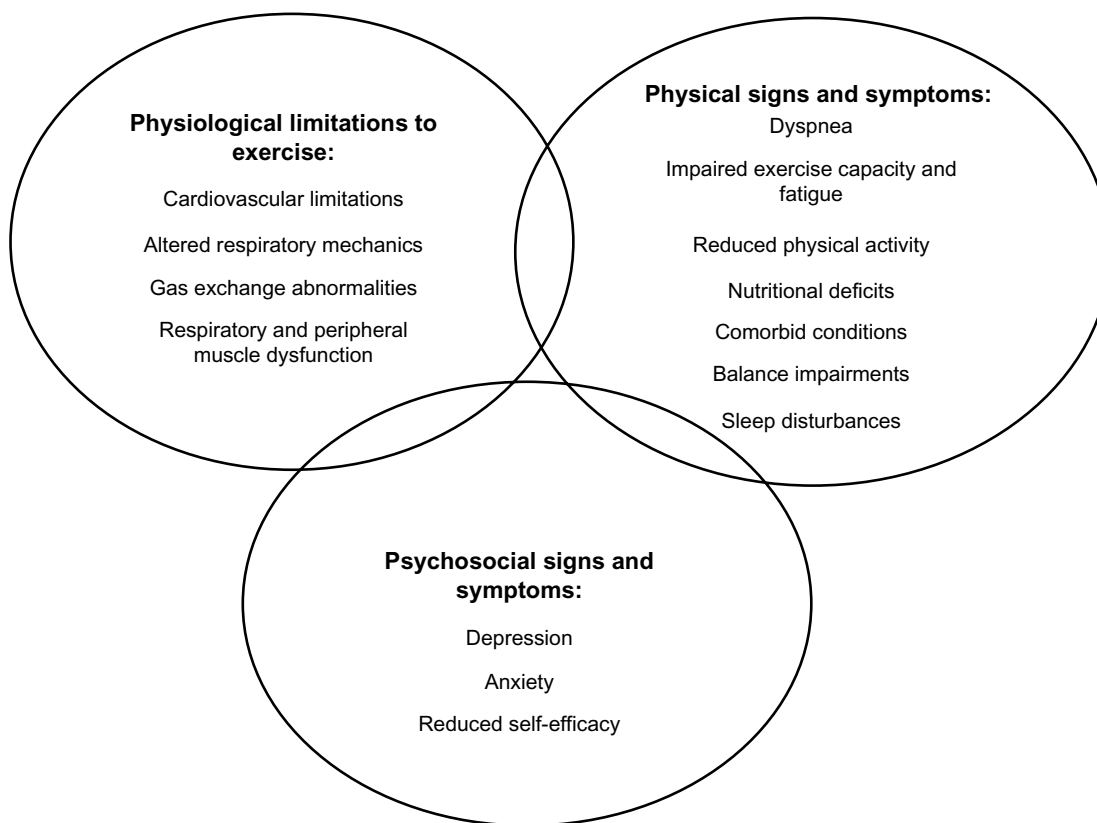 Physiological limitations to
exercise:
Cardiovascular limitations
Altered respiratory mechanics
Gas exchange abnormalities
Respiratory and peripheral
muscle dysfunction
Physical signs and symptoms:
Dyspnea
Impaired exercise capacity and
fatigue
Reduced physical activity
Nutritional deficits
Comorbid conditions
Balance impairments
Sleep disturbances
Psychosocial signs and
symptoms:
Depression
Anxiety
Reduced self-efficacy